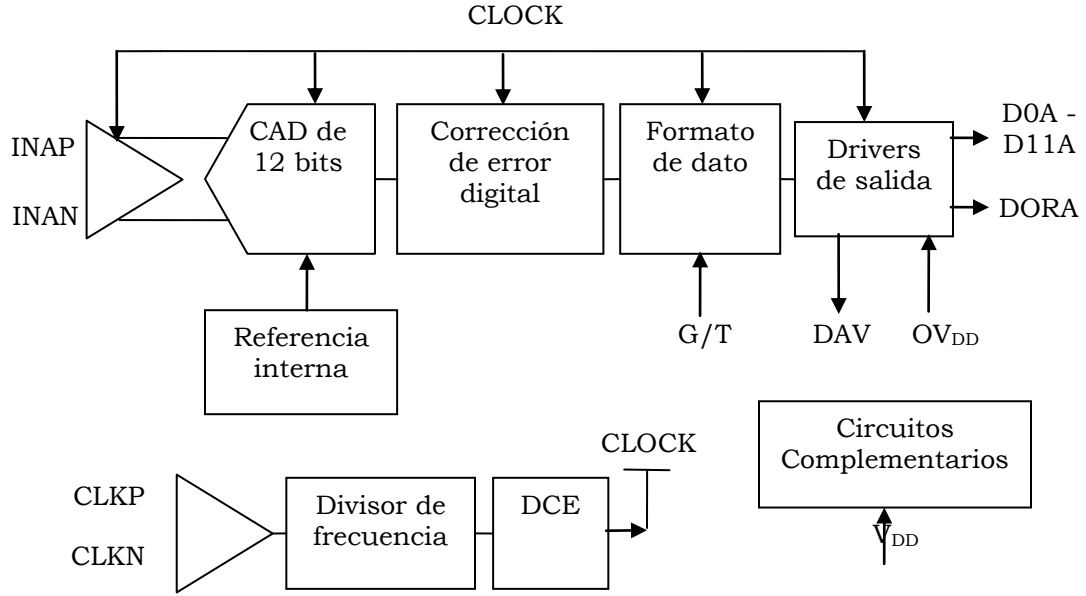 CLOCK
INAP
INAN
CAD de
12 bits
Corrección
de error
digital
Formato
de dato
Drivers
de salida
D0A -
D11A
DORA
Referencia
interna
G/T
DAV
OVDD
CLKP
CLKN
Divisor de
frecuencia
DCE
CLOCK
Circuitos
Complementarios
VDD